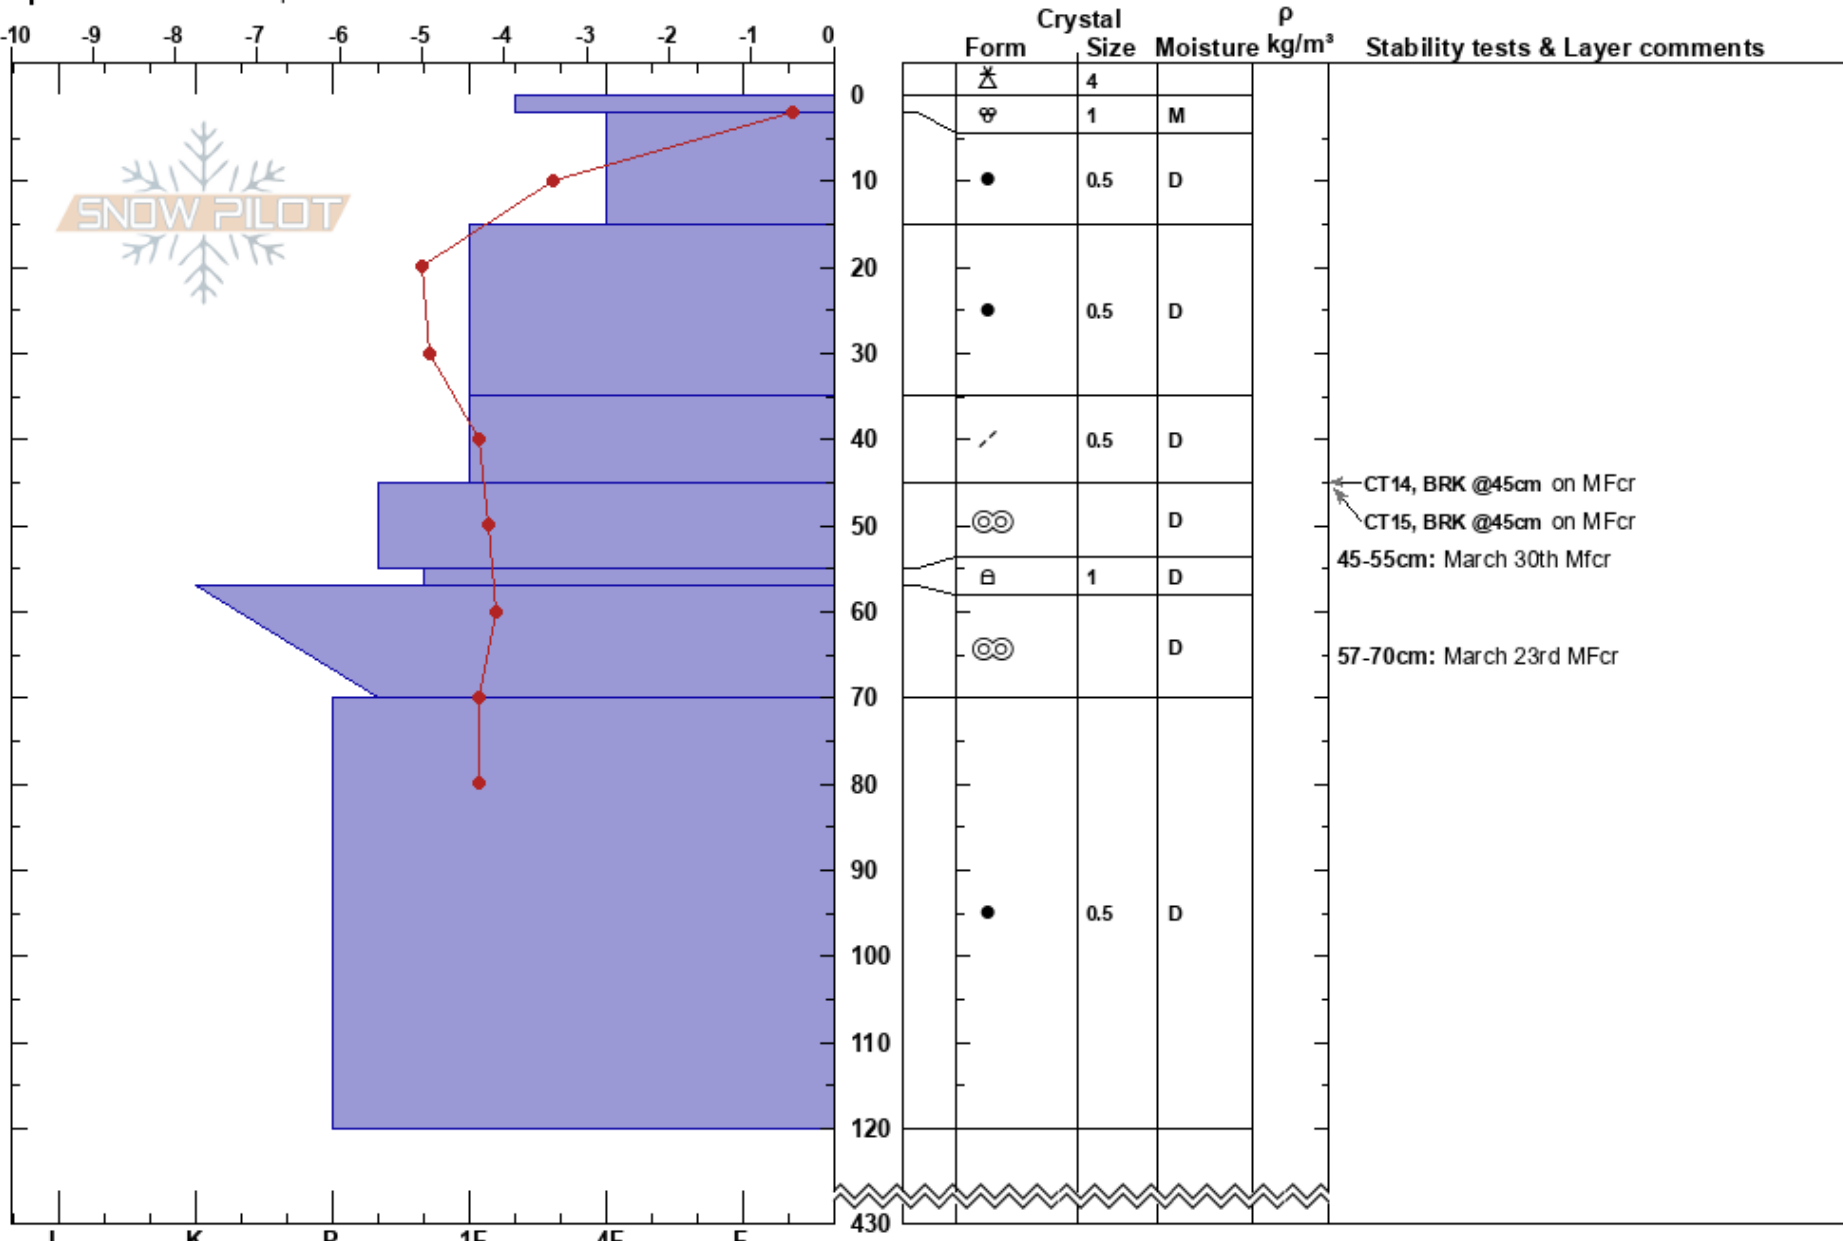 Crystal ρ
-10 -9 -8 -7 -6 -5 -4 -3 -2 -1 0 Form Size Moisture kg/m³ Stability tests & Layer comments
4
0
1 M
SNOW PILOT
10 0.5 D
20
0.5 D
30
40 0.5 D
CT14, BRK @45cm on MFcr
50 D CT15, BRK @45cm on MFcr
45-55cm: March 30th Mfcr
1 D
60
D 57-70cm: March 23rd MFcr
70
80
90
0.5 D
100
110
120
430
I K P 1F 4F F